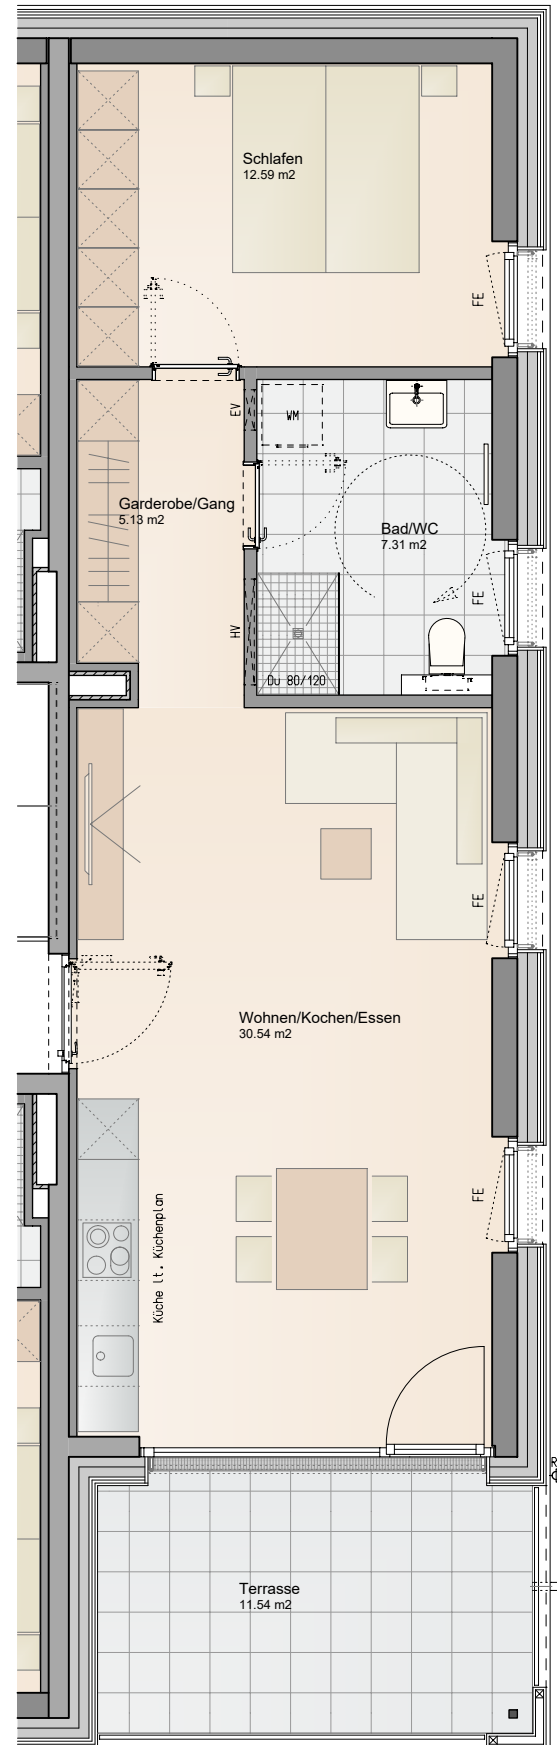 Schlafen
12.59 m2
FE
EV
WM
Garderobe/Gang
5.13 m2
Bad/WC
7.31 m2
FE
HV
Du 80/120
FE
Wohnen/Kochen/Essen
30.54 m2
FE
Küche lt. Küchenplan
Terrasse
11.54 m2